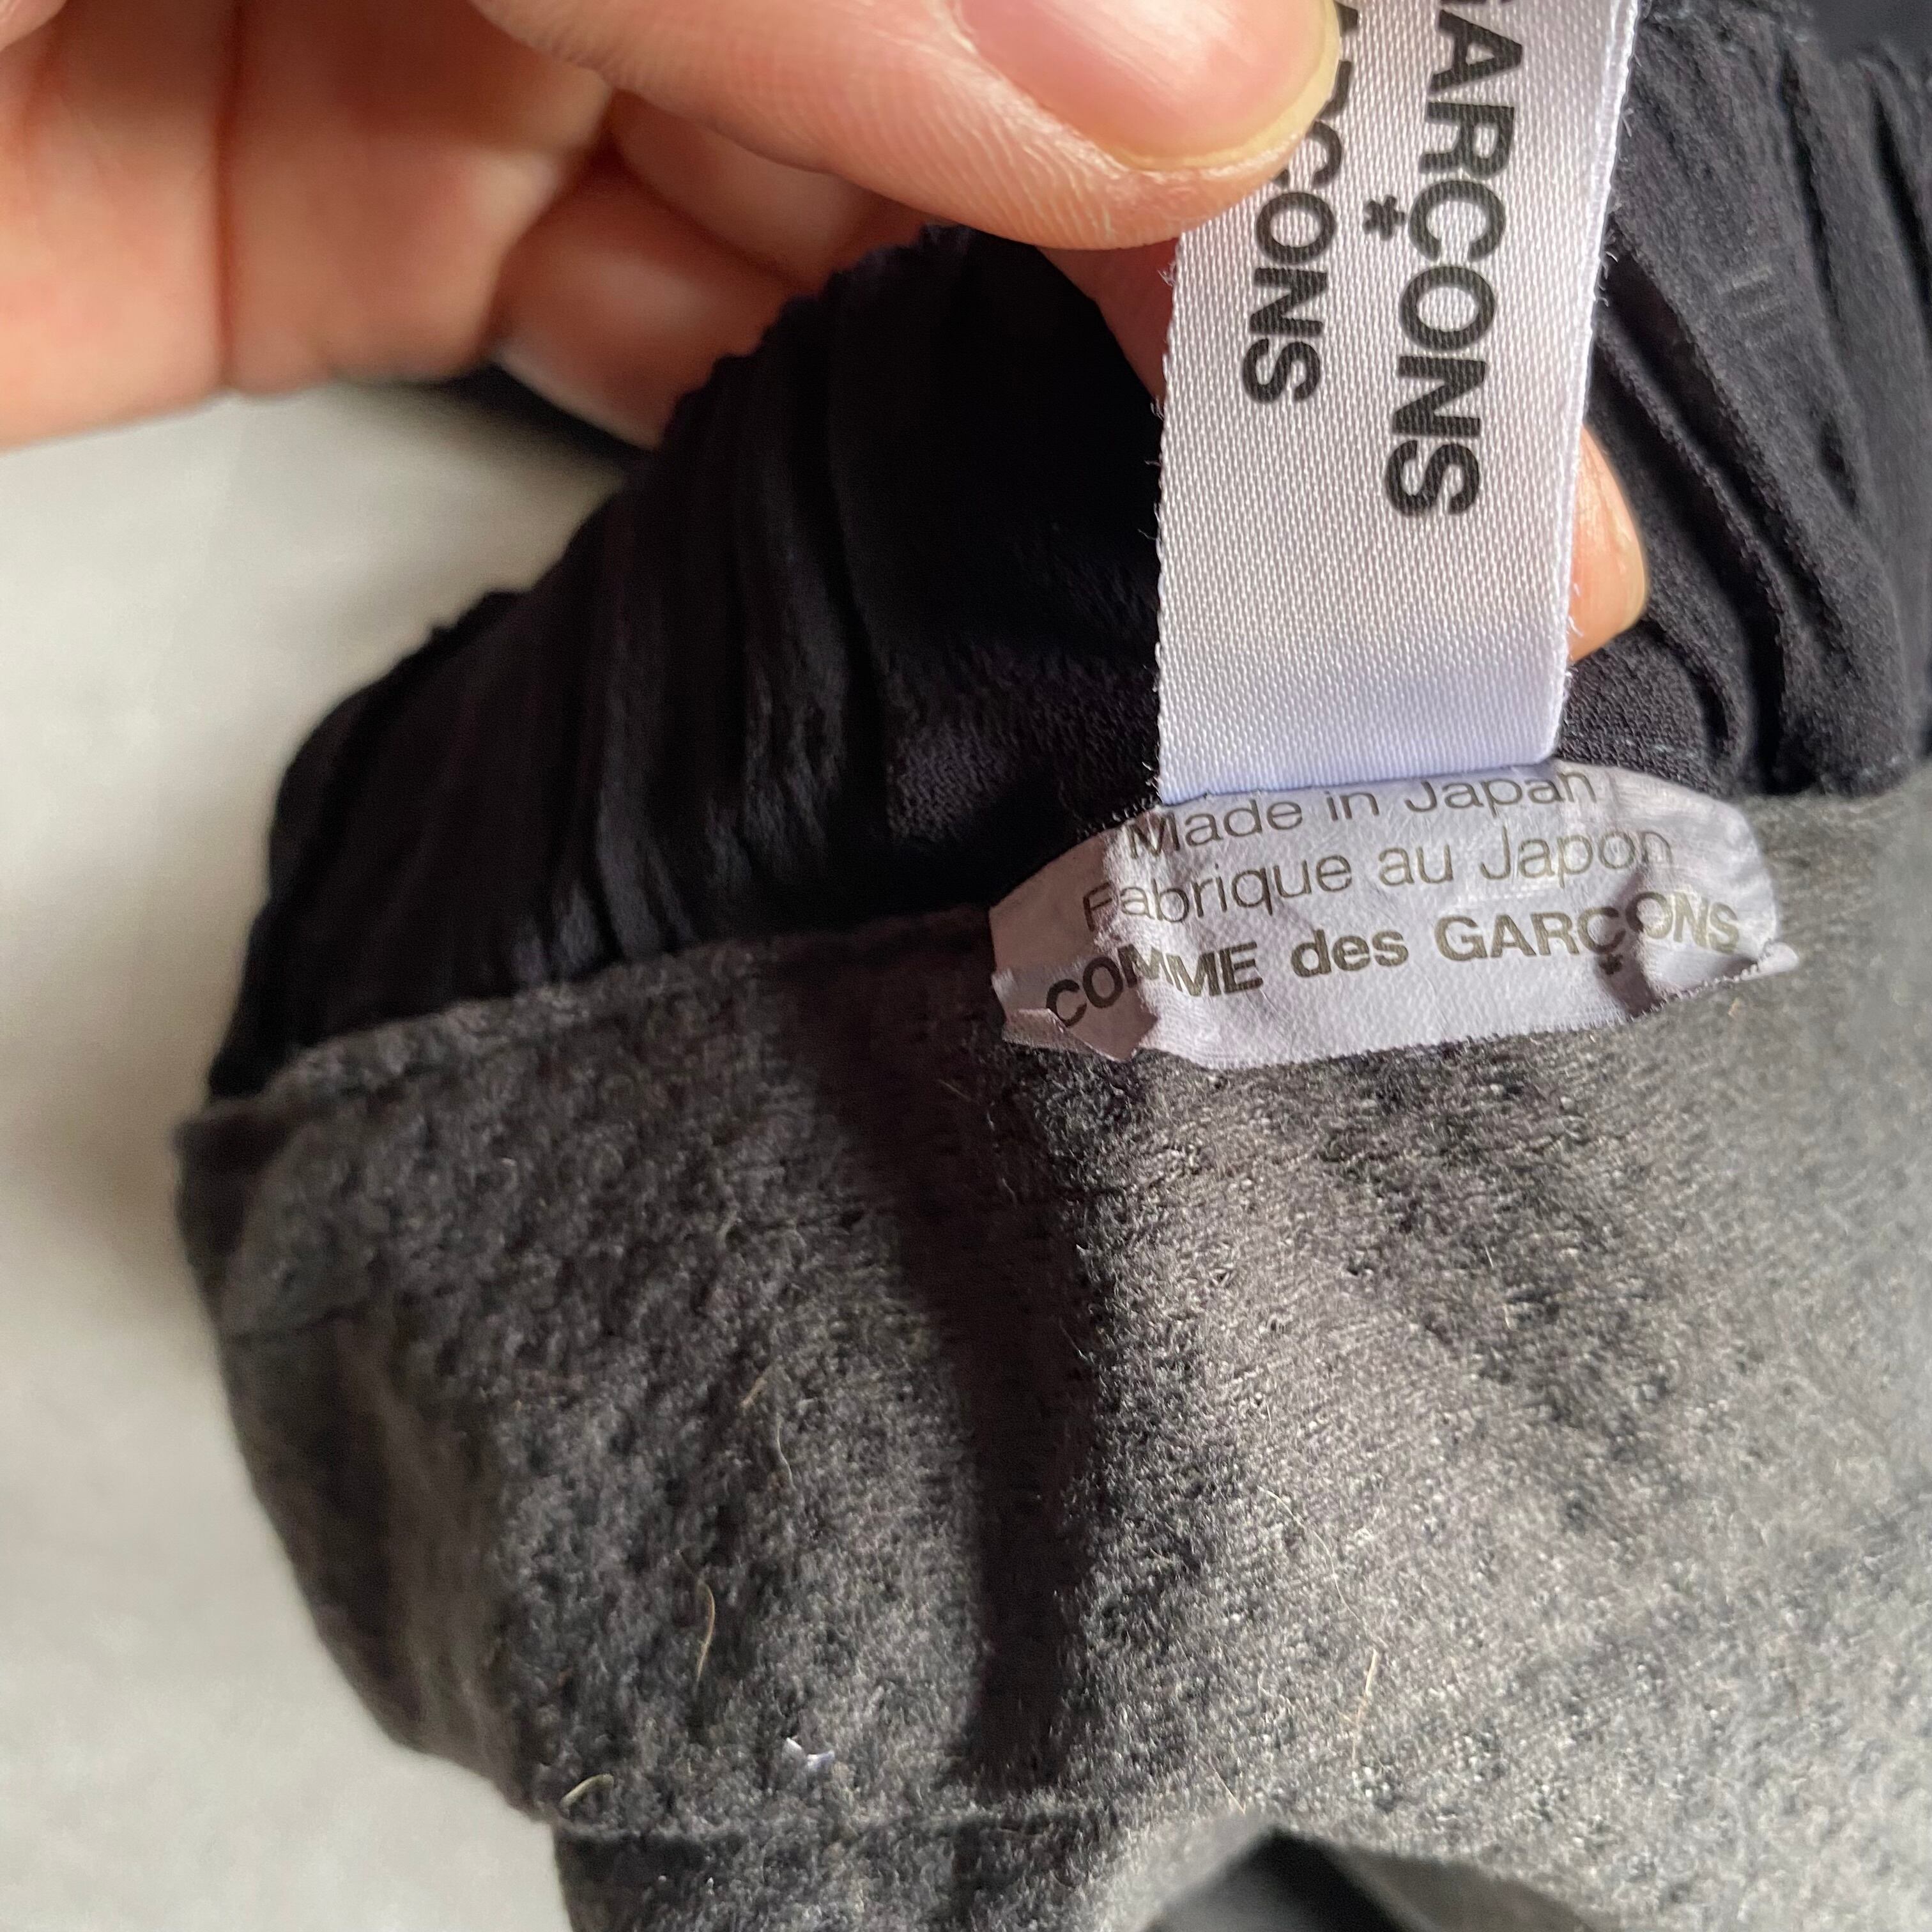 GARÇONS
GARÇONS
Made in Japan
Fabrique au Japon
COMME des GARÇONS